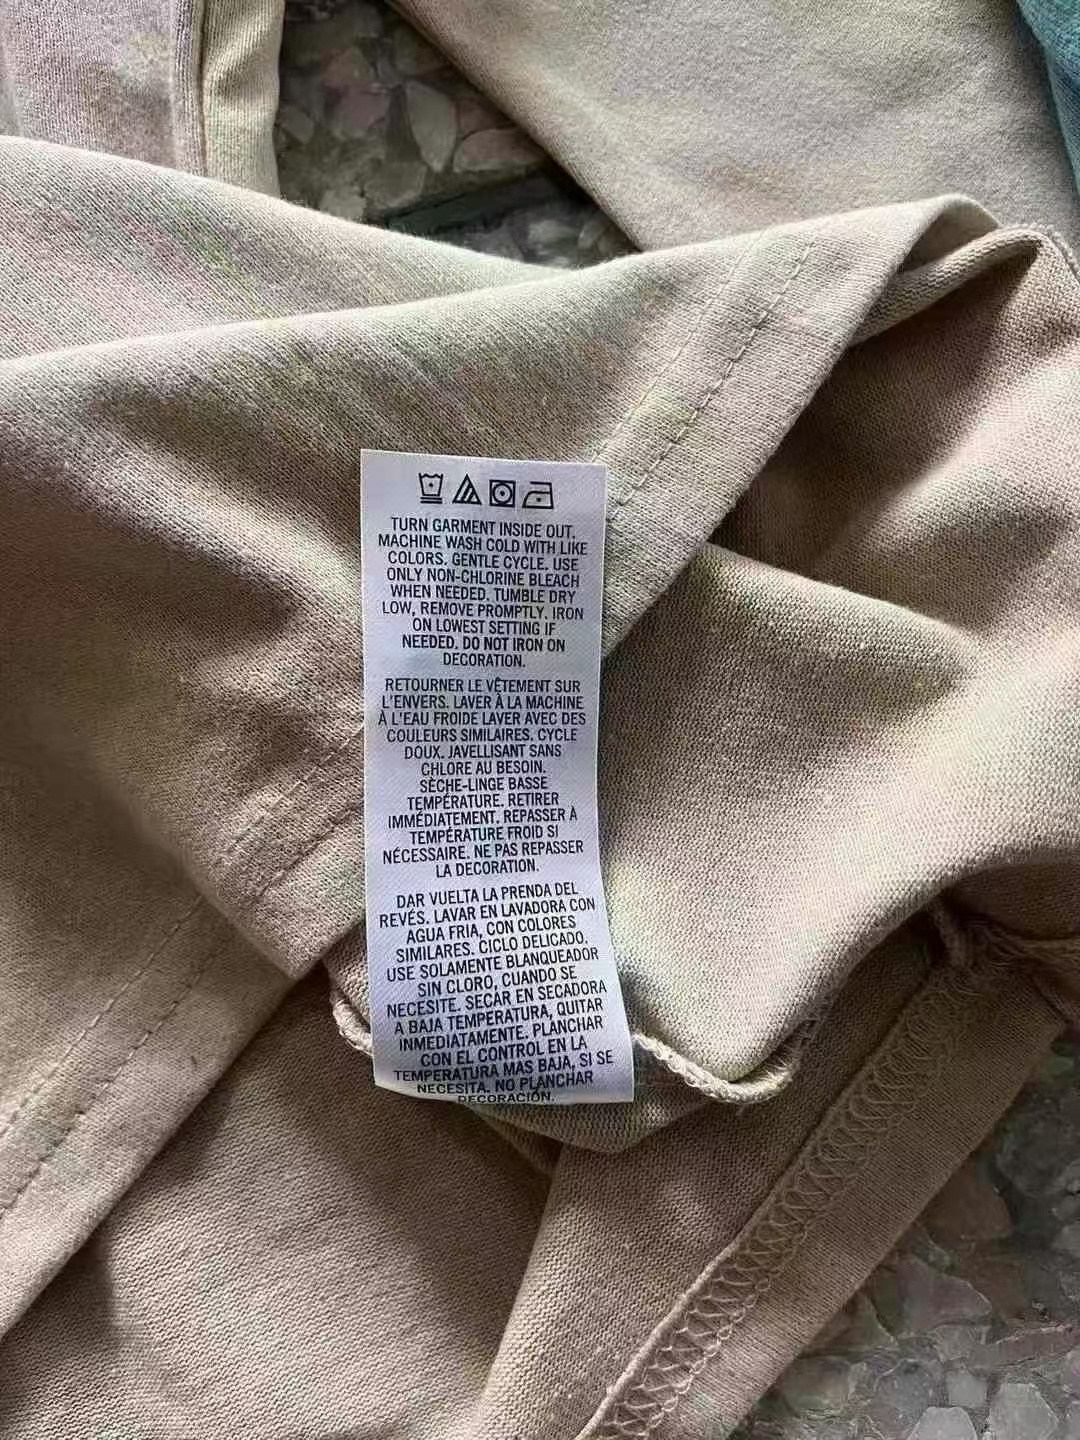 TURN GARMENT INSIDE OUT.
MACHINE WASH COLD WITH LIKE
COLORS. GENTLE CYCLE. USE
ONLY NON-CHLORINE BLEACH
WHEN NEEDED. TUMBLE DRY
LOW, REMOVE PROMPTLY. IRON
ON LOWEST SETTING IF
NEEDED. DO NOT IRON ON
DECORATION.
RETOURNER LE VÊTEMENT SUR
L'ENVERS. LAVER À LA MACHINE
À L'EAU FROIDE LAVER AVEC DES
COULEURS SIMILAIRES. CYCLE
DOUX. JAVELLISANT SANS
CHLORE AU BESOIN.
SÈCHE-LINGE BASSE
TEMPÉRATURE. RETIRER
IMMÉDIATEMENT. REPASSER À
TEMPÉRATURE FROID SI
NÉCESSAIRE. NE PAS REPASSER
LA DECORATION.
DAR VUELTA LA PRENDA DEL
REVÉS. LAVAR EN LAVADORA CON
AGUA FRIA, CON COLORES
SIMILARES. CICLO DELICADO.
USE SOLAMENTE BLANQUEADOR
SIN CLORO, CUANDO SE
NECESITE. SECAR EN SECADORA
A BAJA TEMPERATURA, QUITAR
INMEDIATAMENTE. PLANCHAR
CON EL CONTROL EN LA
TEMPERATURA MAS BAJA, SI SE
NECESITA. NO PLANCHAR
DECORACIÓN.